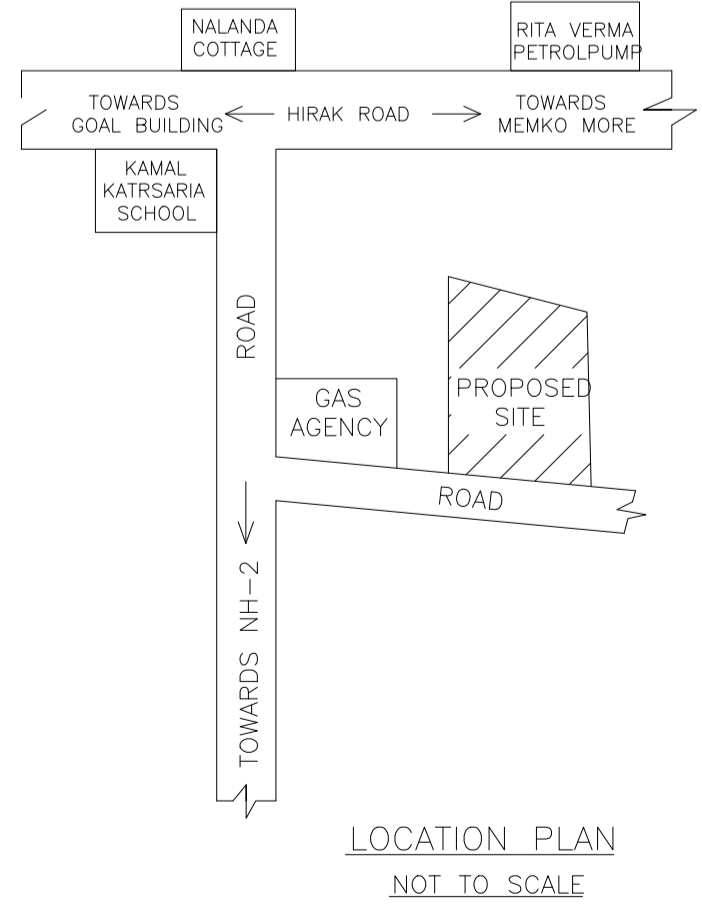 NALANDA
COTTAGE
RITA VERMA
PETROLPUMP
TOWARDS
GOAL BUILDING
HIRAK ROAD
TOWARDS
MEMKO MORE
KAMAL
KATRSARIA
SCHOOL
ROAD
GAS
AGENCY
PROPOSED
SITE
ROAD
TOWARDS NH-2
LOCATION PLAN
NOT TO SCALE